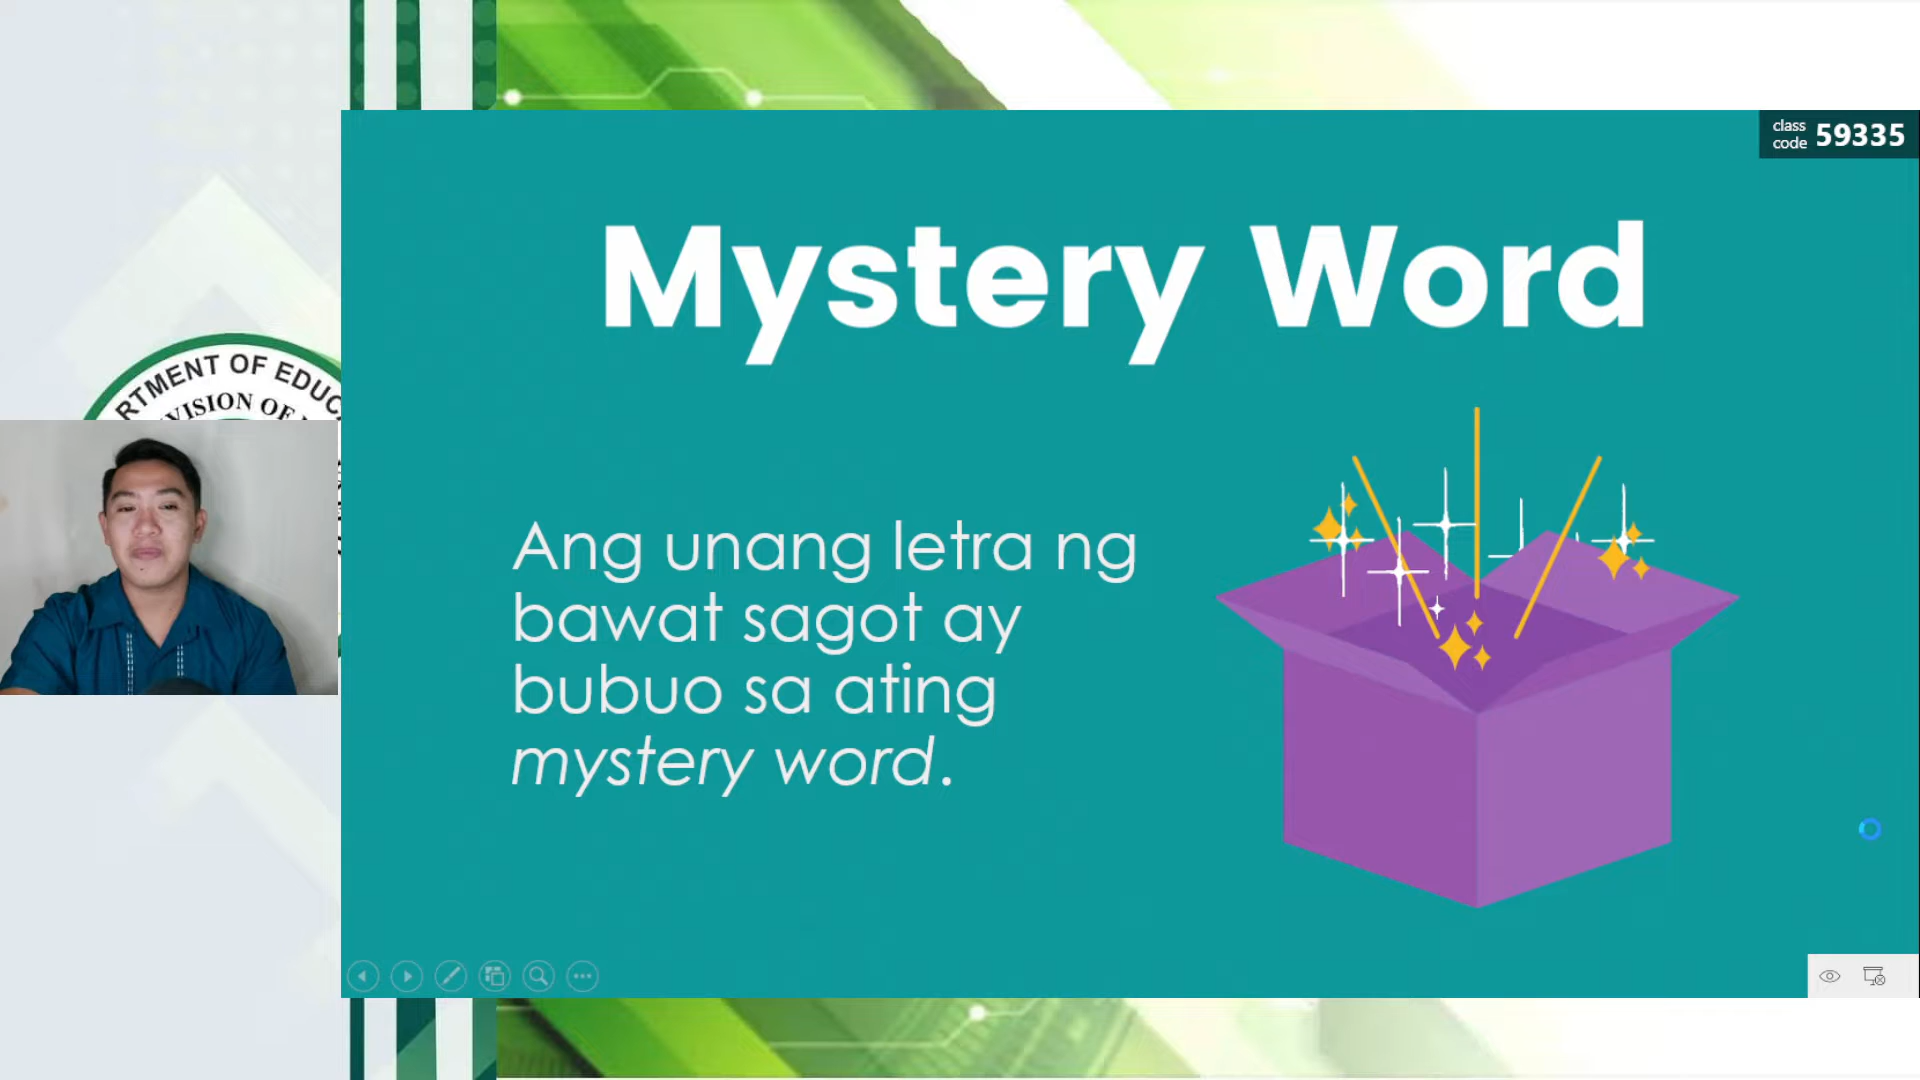 class
code 59335
Mystery Word
Ang unang letra ng
bawat sagot ay
bubuo sa ating
mystery word.
RTMENT OF EDUC
VISION OF